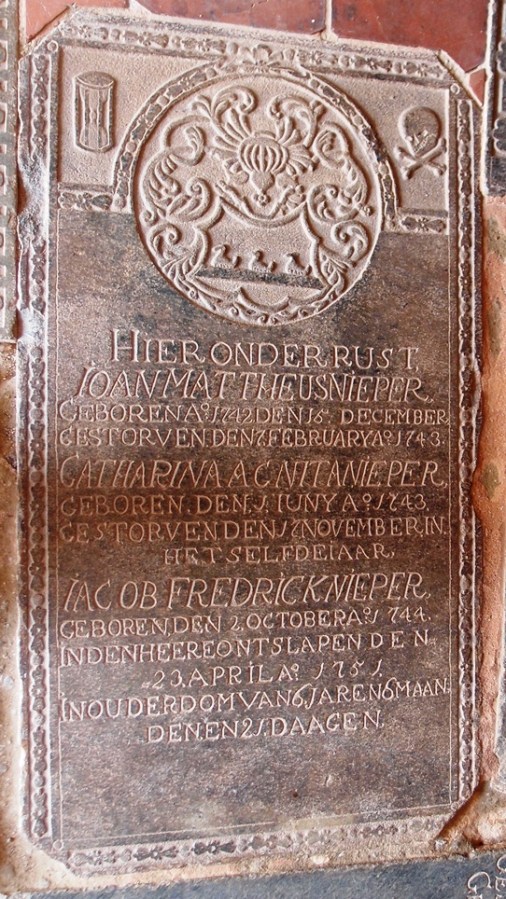 HIER ONDER RUST,
IOAN MATTHEUS NIEPER,
GEBOREN Ao. 1742 DEN 16 DECEMBER
GESTORVEN, DEN 7 FEBRUARY Ao. 1743.
CATHARINA AGNITA NIEPER,
GEBOREN, DEN, 1, IUNY Ao. 1743
GESTORVEN DEN 17 NOVEMBER, IN,
HET SELFDE IAAR,
IACOB FREDRICK NIEPER,
GEBOREN, DEN 2, OCTOBER Ao. 1744.
IN DEN HEERE ONTSLAPEN DEN
23, APRIL Ao. 1751,
IN OUDERDOM VAN 6, JAREN 6 MAAN,
DEN EN 21, DAAGEN.